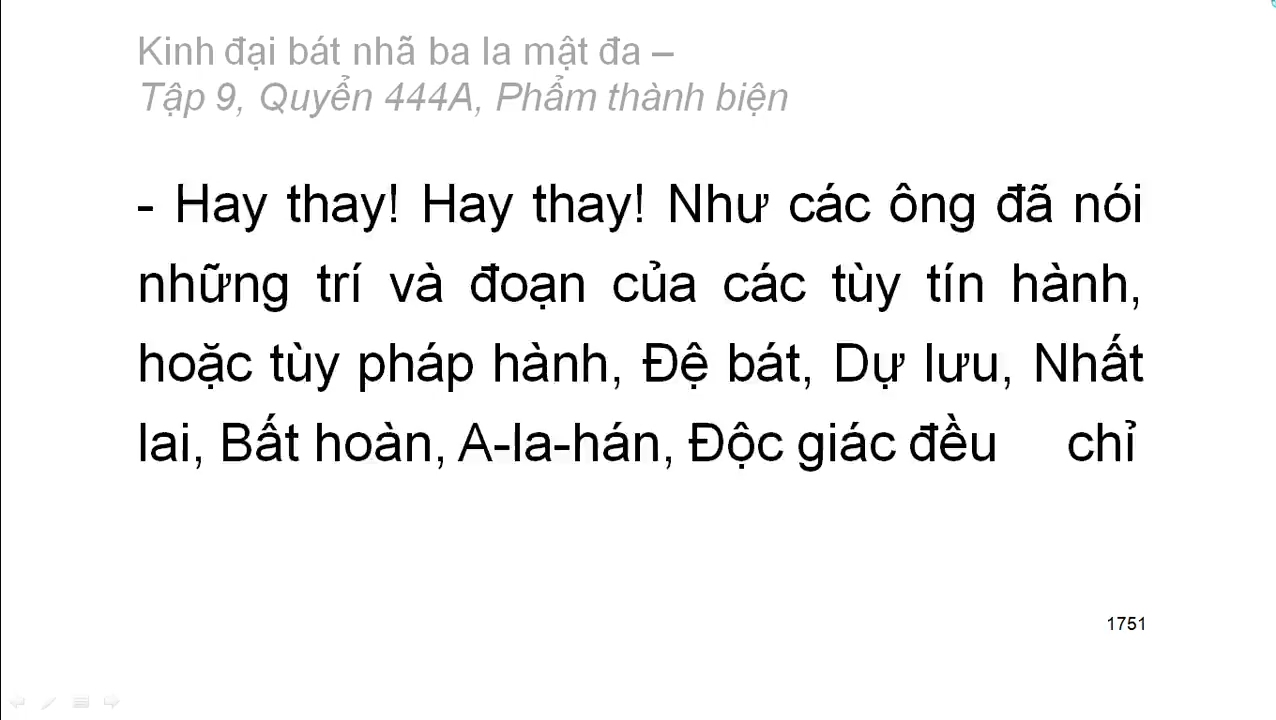 Kinh đại bát nhã ba la mật đa –
Tập 9, Quyển 444A, Phẩm thành biện
- Hay thay! Hay thay! Như các ông đã nói
những trí và đoạn của các tùy tín hành,
hoặc tùy pháp hành, Đệ bát, Dự lưu, Nhất
lai, Bất hoàn, A-la-hán, Độc giác đều chỉ
1751